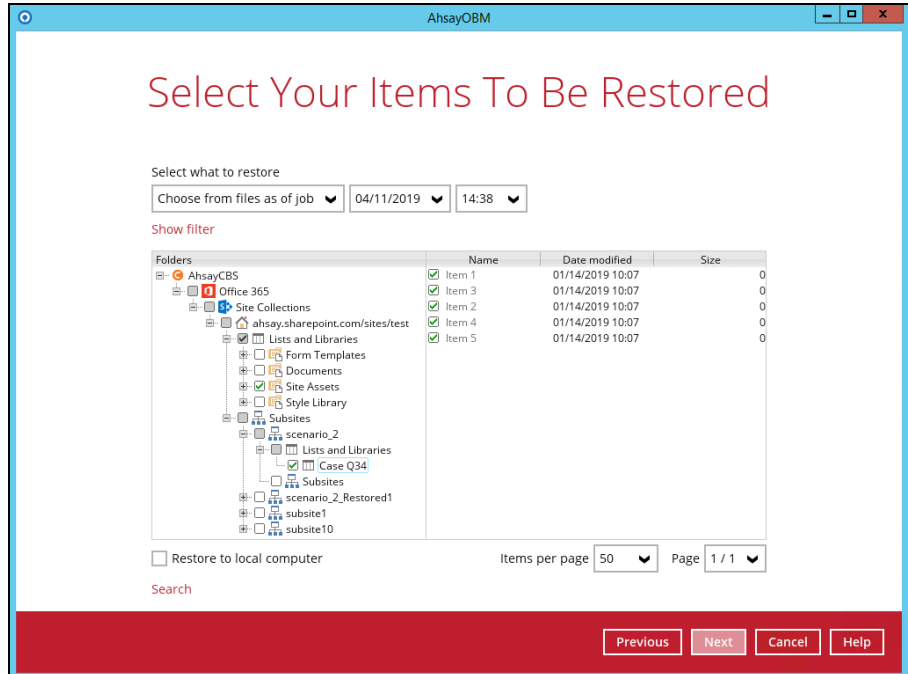 AhsayOBM
Select Your Items To Be Restored
Select what to restore
Choose from files as of job 04/11/2019 14:38
Show filter
Folders Name Date modified Size
AhsayCBS Item 1 01/14/2019 10:07 0
Office 365 Item 3 01/14/2019 10:07 0
Site Collections Item 2 01/14/2019 10:07 0
ahsay.sharepoint.com/sites/test Item 4 01/14/2019 10:07 0
Lists and Libraries Item 5 01/14/2019 10:07 0
Form Templates
Documents
Site Assets
Style Library
Subsites
scenario_2
Lists and Libraries
Case Q34
Subsites
scenario_2_Restored1
subsite1
subsite10
Restore to local computer Items per page 50 Page 1 / 1
Search
Previous Next Cancel Help